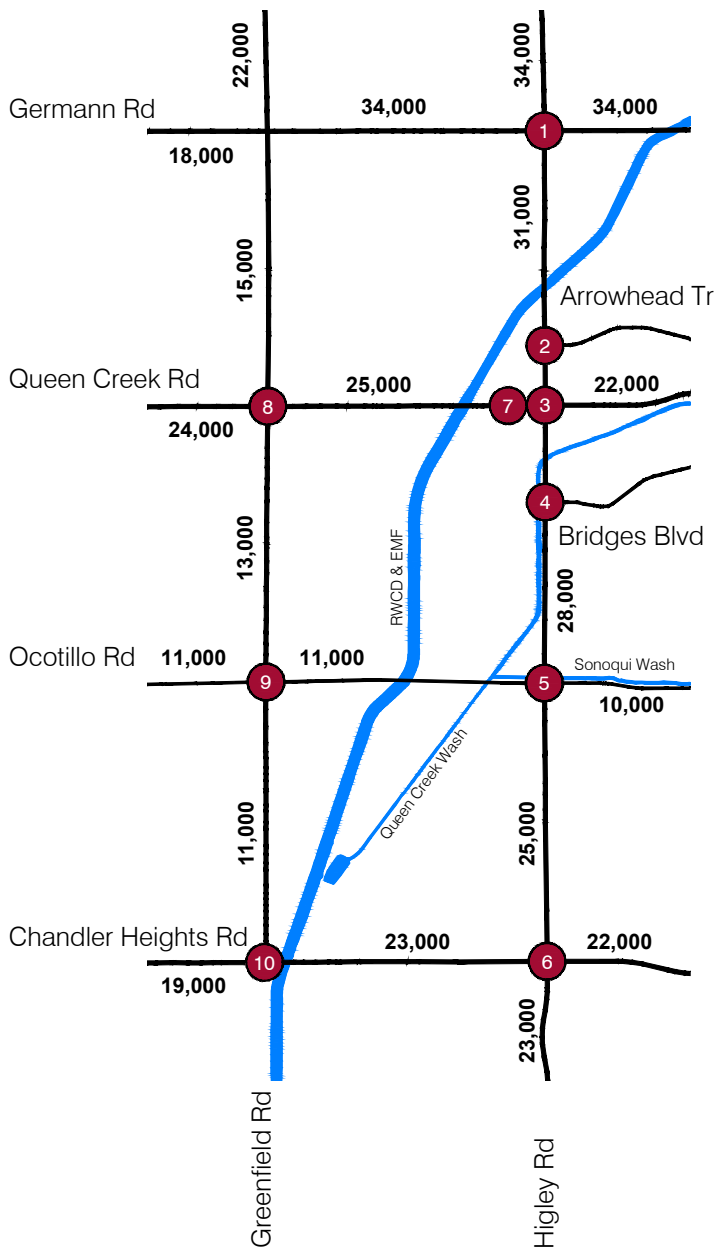 22,000
34,000
Germann Rd
34,000
34,000
1
18,000
31,000
15,000
Arrowhead Tr
2
Queen Creek Rd
25,000
22,000
8
7
3
24,000
4
Bridges Blvd
13,000
RWCD & EMF
28,000
Ocotillo Rd
11,000
11,000
Sonoqui Wash
9
5
10,000
Queen Creek Wash
11,000
25,000
Chandler Heights Rd
23,000
22,000
10
6
19,000
23,000
Greenfield Rd
Higley Rd